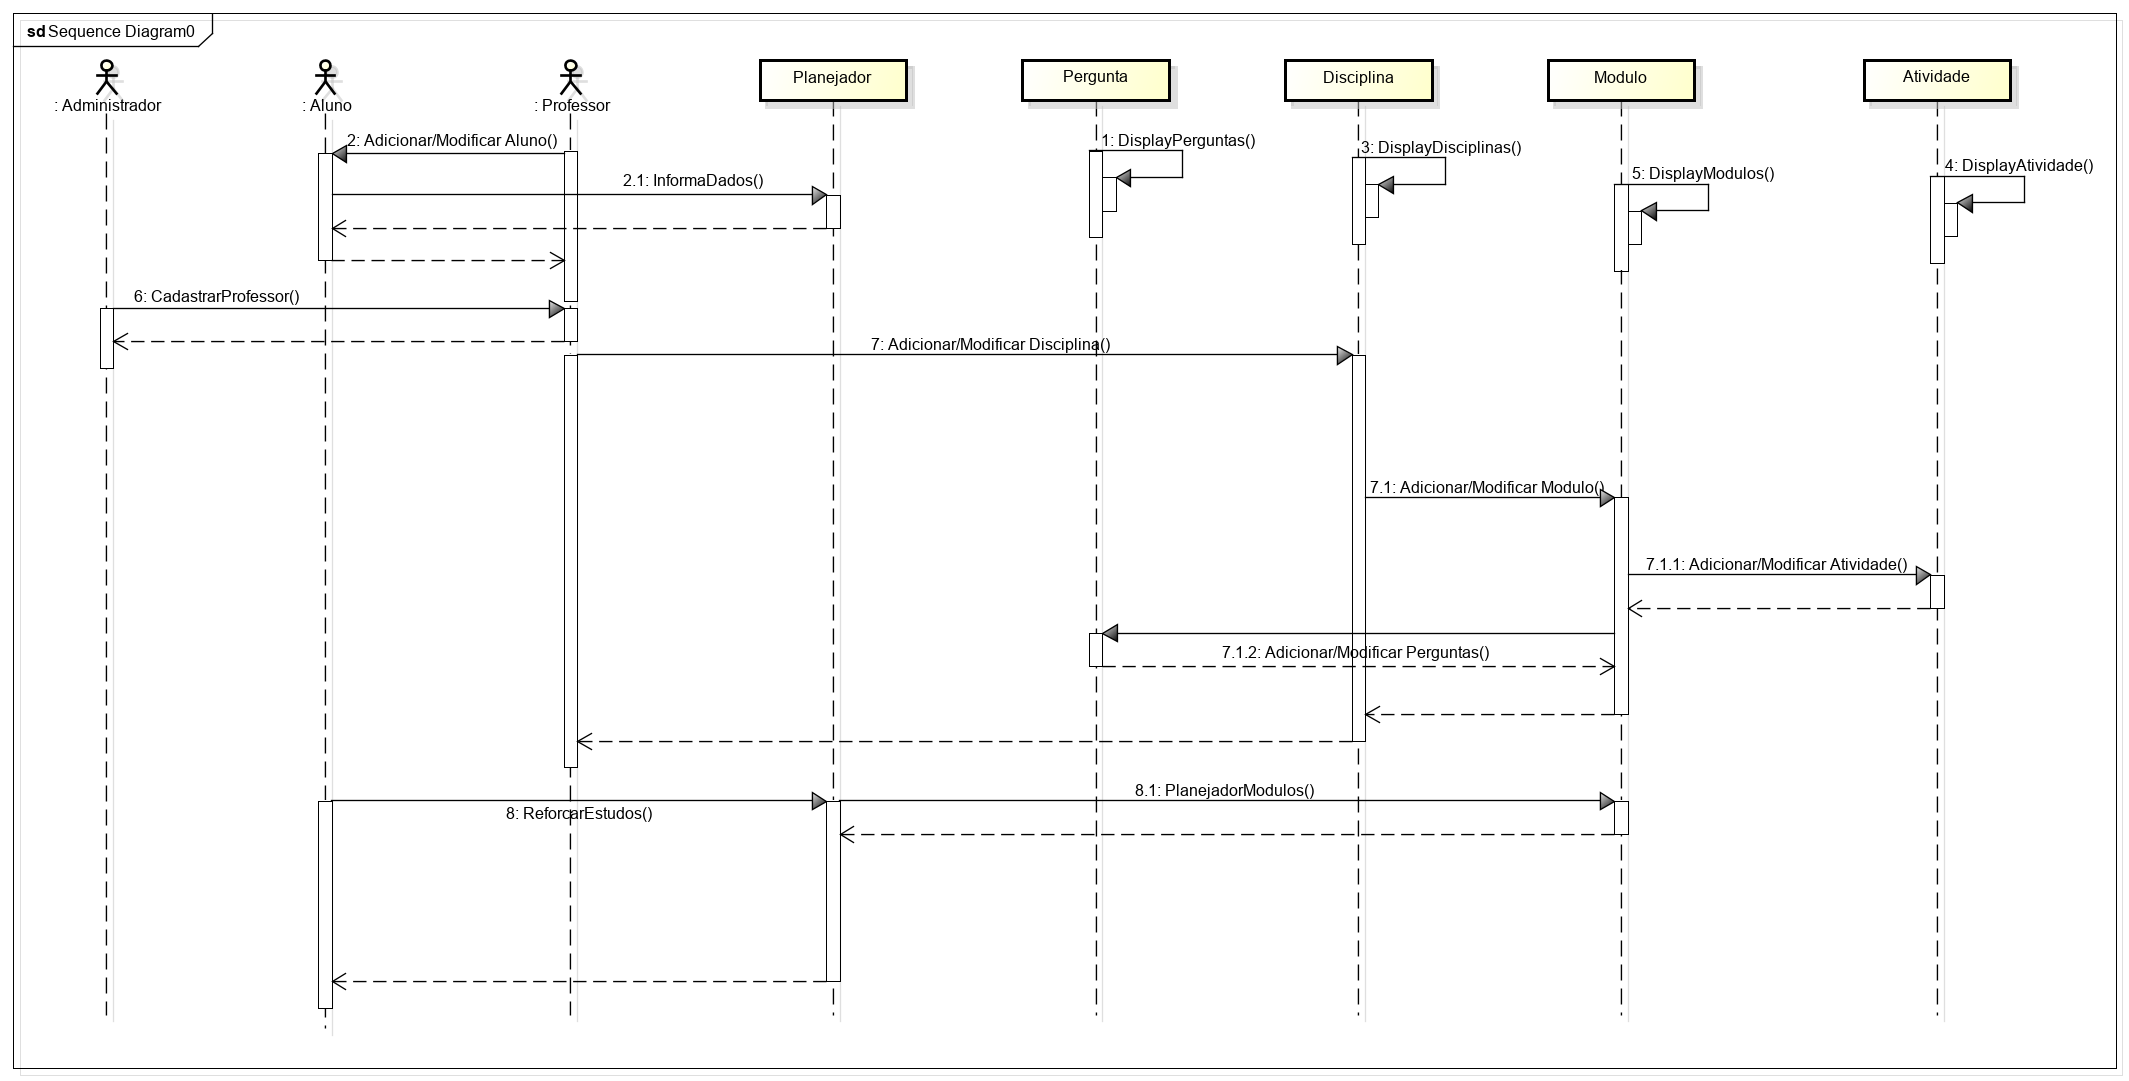 sd Sequence Diagram0
: Administrador
: Aluno
: Professor
Planejador
Pergunta
Disciplina
Modulo
Atividade
2: Adicionar/Modificar Aluno()
1: DisplayPerguntas()
3: DisplayDisciplinas()
4: DisplayAtividade()
5: DisplayModulos()
2.1: InformaDados()
6: CadastrarProfessor()
7: Adicionar/Modificar Disciplina()
7.1: Adicionar/Modificar Modulo()
7.1.1: Adicionar/Modificar Atividade()
7.1.2: Adicionar/Modificar Perguntas()
8.1: PlanejadorModulos()
8: ReforcarEstudos()